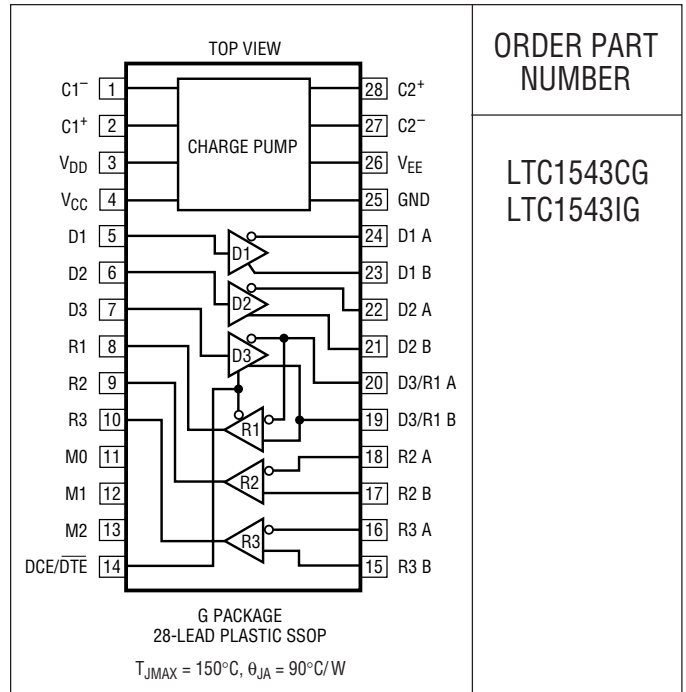 TOP VIEW
ORDER PART
NUMBER
C1⁻ 1
28 C2⁺
C1⁺ 2
27 C2⁻
CHARGE PUMP
V_DD 3
26 V_EE
V_CC 4
25 GND
D1 5
24 D1 A
D1
23 D1 B
D2 6
22 D2 A
D2
21 D2 B
D3 7
20 D3/R1 A
D3
R1 8
19 D3/R1 B
R1
R2 9
18 R2 A
R2
17 R2 B
R3 10
16 R3 A
R3
15 R3 B
M0 11
M1 12
M2 13
DCE/D̅T̅E̅ 14
LTC1543CG
LTC1543IG
G PACKAGE
28-LEAD PLASTIC SSOP
T_JMAX = 150°C, θ_JA = 90°C/W